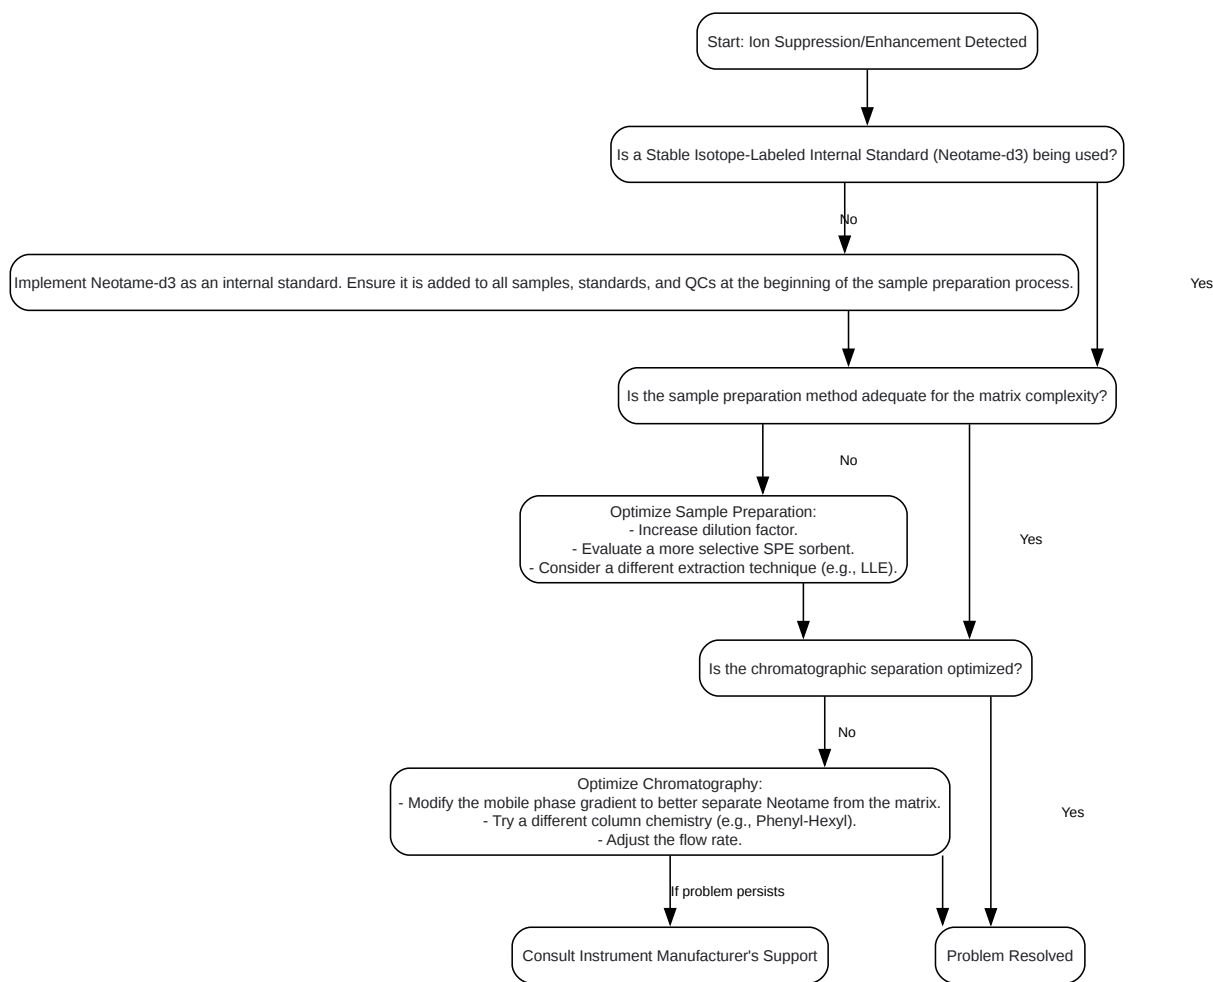 Start: Ion Suppression/Enhancement Detected
Is a Stable Isotope-Labeled Internal Standard (Neotame-d3) being used?
No
Implement Neotame-d3 as an internal standard. Ensure it is added to all samples, standards, and QCs at the beginning of the sample preparation process.
Yes
Is the sample preparation method adequate for the matrix complexity?
No
Optimize Sample Preparation:
- Increase dilution factor.
- Evaluate a more selective SPE sorbent.
- Consider a different extraction technique (e.g., LLE).
Yes
Is the chromatographic separation optimized?
No
Optimize Chromatography:
- Modify the mobile phase gradient to better separate Neotame from the matrix.
- Try a different column chemistry (e.g., Phenyl-Hexyl).
- Adjust the flow rate.
Yes
If problem persists
Consult Instrument Manufacturer's Support
Problem Resolved